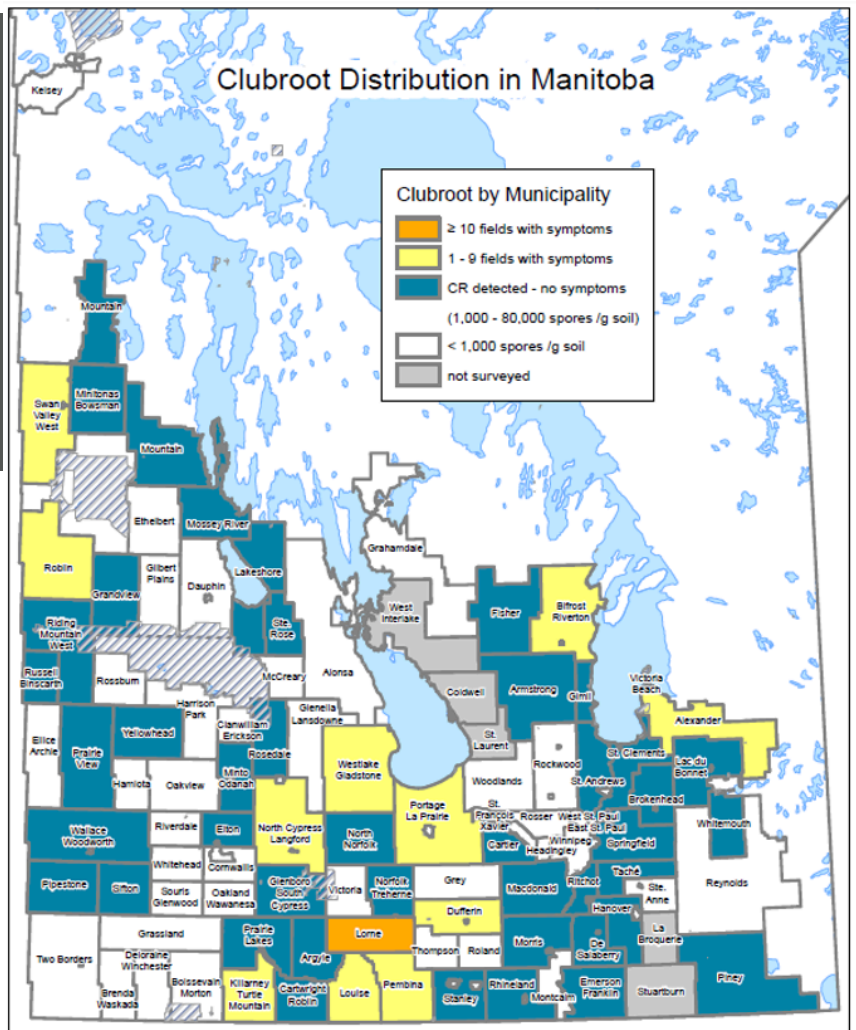 Clubroot Distribution in Manitoba
Kelsey
Clubroot by Municipality
≥ 10 fields with symptoms
1 - 9 fields with symptoms
CR detected - no symptoms
(1,000 - 80,000 spores /g soil)
< 1,000 spores /g soil
not surveyed
Mountain
Swan
Valley
West
Minitonas
Bowsman
Mountain
Ethelbert
Mossey River
Grahamdale
Roblin
Grandview
Gilbert
Plains
Dauphin
Lakeshore
West
Interlake
Fisher
Bifrost
Riverton
Riding
Mountain
West
Ste.
Rose
Russell
Binscarth
Rossburn
McCreary
Alonsa
Coldwell
Armstrong
Gimli
Victoria
Beach
Harrison
Park
Glenella
Lansdowne
Alexander
Ellice
Archie
Prairie
View
Yellowhead
Clanwilliam
Erickson
Rosedale
Westlake
Gladstone
St.
Laurent
Woodlands
Rockwood
St. Clements
Lac du
Bonnet
St. Andrews
Hamiota
Oakview
Minto
Odanah
Portage
La Prairie
St.
François
Xavier
Rosser
West St. Paul
East St. Paul
Brokenhead
Whitemouth
Wallace
Woodworth
Riverdale
Elton
North Cypress
Langford
North
Norfolk
Cartier
Headingley
Winnipeg
Springfield
Whitehead
Cornwallis
Pipestone
Sifton
Souris
Glenwood
Oakland
Wawanesa
Glenboro
South
Cypress
Victoria
Norfolk
Treherne
Grey
Macdonald
Ritchot
Taché
Ste.
Anne
Reynolds
Hanover
Dufferin
Grassland
Prairie
Lakes
Argyle
Lorne
Thompson
Roland
Morris
De
Salaberry
La
Broquerie
Two Borders
Deloraine
Winchester
Brenda
Waskada
Boissevain
Morton
Killarney
Turtle
Mountain
Cartwright
Roblin
Louise
Pembina
Stanley
Rhineland
Montcalm
Emerson
Franklin
Stuartburn
Piney